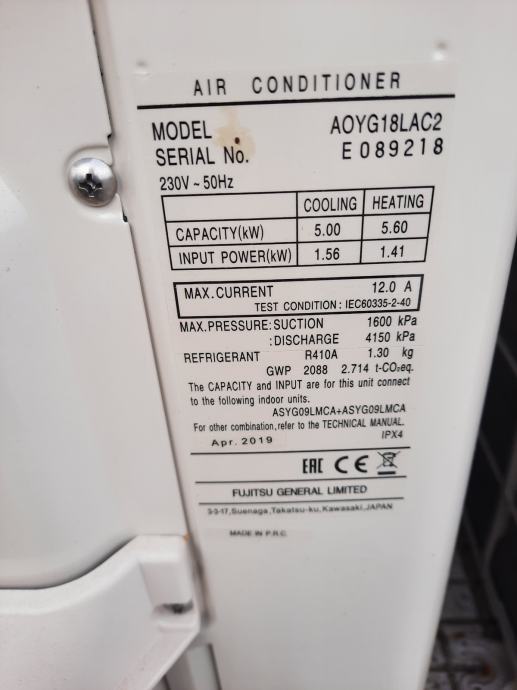 AIR CONDITIONER
MODEL AOYG18LAC2
SERIAL No. E089218
230V ~ 50Hz
COOLING HEATING
CAPACITY(kW) 5.00 5.60
INPUT POWER(kW) 1.56 1.41
MAX.CURRENT 12.0 A
TEST CONDITION : IEC60335-2-40
MAX.PRESSURE:SUCTION 1600 kPa
:DISCHARGE 4150 kPa
REFRIGERANT R410A 1.30 kg
GWP 2088 2.714 t-CO₂eq.
The CAPACITY and INPUT are for this unit connect
to the following indoor units.
ASYG09LMCA+ASYG09LMCA
For other combination,refer to the TECHNICAL MANUAL.
Apr. 2019 IPX4
EAC CE
FUJITSU GENERAL LIMITED
3-3-17,Suenaga,Takatsu-ku,Kawasaki,JAPAN
MADE IN P.R.C.